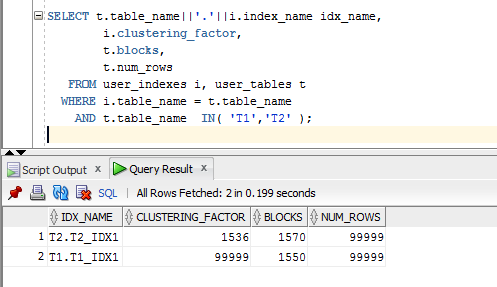 SELECT t.table_name||'.'||i.index_name idx_name,
i.clustering_factor,
t.blocks,
t.num_rows
FROM user_indexes i, user_tables t
WHERE i.table_name = t.table_name
AND t.table_name IN( 'T1','T2' );
Script Output x Query Result x
SQL | All Rows Fetched: 2 in 0.199 seconds
IDX_NAME CLUSTERING_FACTOR BLOCKS NUM_ROWS
1 T2.T2_IDX1 1536 1570 99999
2 T1.T1_IDX1 99999 1550 99999